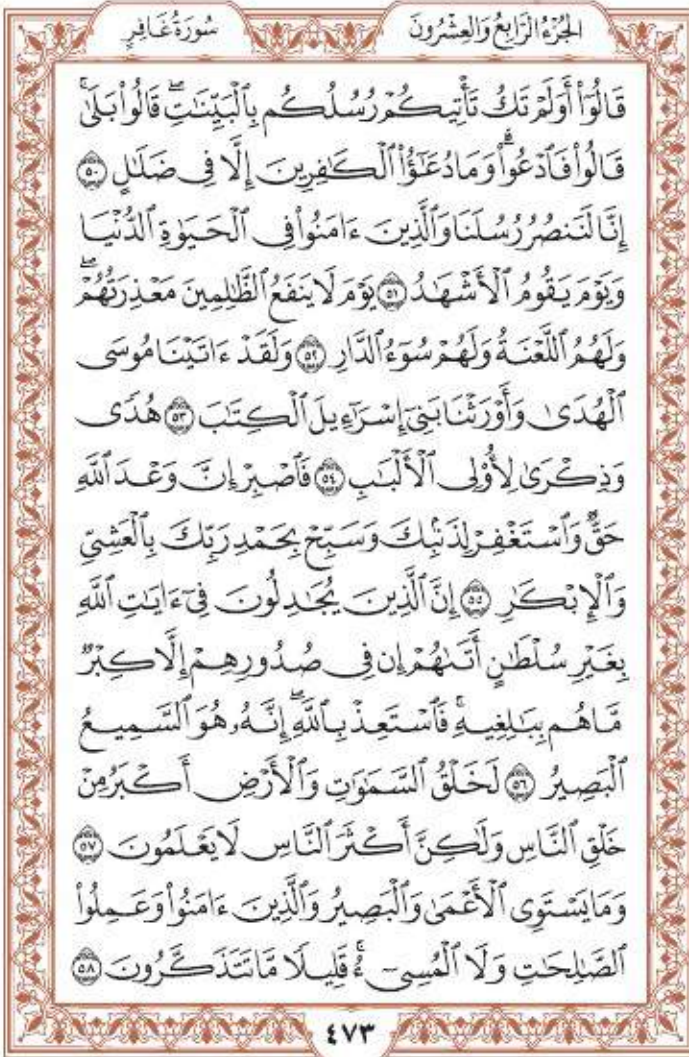 الجُزْءُ الرَّابِعُ وَالعِشْرُونَ
سُورَةُ غَافِرٍ
قَالُوٓاْ أَوَلَمْ تَكُ تَأْتِيكُمْ رُسُلُكُم بِٱلْبَيِّنَٰتِۖ قَالُواْ بَلَىٰۚ
قَالُواْ فَٱدْعُواْۗ وَمَا دُعَٰٓؤُاْ ٱلْكَٰفِرِينَ إِلَّا فِى ضَلَٰلٍ ٥٠
إِنَّا لَنَنصُرُ رُسُلَنَا وَٱلَّذِينَ ءَامَنُواْ فِى ٱلْحَيَوٰةِ ٱلدُّنْيَا
وَيَوْمَ يَقُومُ ٱلْأَشْهَٰدُ ٥١ يَوْمَ لَا يَنفَعُ ٱلظَّٰلِمِينَ مَعْذِرَتُهُمْۖ
وَلَهُمُ ٱللَّعْنَةُ وَلَهُمْ سُوٓءُ ٱلدَّارِ ٥٢ وَلَقَدْ ءَاتَيْنَا مُوسَى
ٱلْهُدَىٰ وَأَوْرَثْنَا بَنِىٓ إِسْرَٰٓءِيلَ ٱلْكِتَٰبَ ٥٣ هُدًى
وَذِكْرَىٰ لِأُوْلِى ٱلْأَلْبَٰبِ ٥٤ فَٱصْبِرْ إِنَّ وَعْدَ ٱللَّهِ
حَقٌّ وَٱسْتَغْفِرْ لِذَنۢبِكَ وَسَبِّحْ بِحَمْدِ رَبِّكَ بِٱلْعَشِىِّ
وَٱلْإِبْكَٰرِ ٥٥ إِنَّ ٱلَّذِينَ يُجَٰدِلُونَ فِىٓ ءَايَٰتِ ٱللَّهِ
بِغَيْرِ سُلْطَٰنٍ أَتَىٰهُمْ إِن فِى صُدُورِهِمْ إِلَّا كِبْرٌ
مَّا هُم بِبَٰلِغِيهِۚ فَٱسْتَعِذْ بِٱللَّهِۖ إِنَّهُۥ هُوَ ٱلسَّمِيعُ
ٱلْبَصِيرُ ٥٦ لَخَلْقُ ٱلسَّمَٰوَٰتِ وَٱلْأَرْضِ أَكْبَرُ مِنْ
خَلْقِ ٱلنَّاسِ وَلَٰكِنَّ أَكْثَرَ ٱلنَّاسِ لَا يَعْلَمُونَ ٥٧
وَمَا يَسْتَوِى ٱلْأَعْمَىٰ وَٱلْبَصِيرُ وَٱلَّذِينَ ءَامَنُواْ وَعَمِلُواْ
ٱلصَّٰلِحَٰتِ وَلَا ٱلْمُسِىٓءُۚ قَلِيلًا مَّا تَتَذَكَّرُونَ ٥٨
٤٧٣